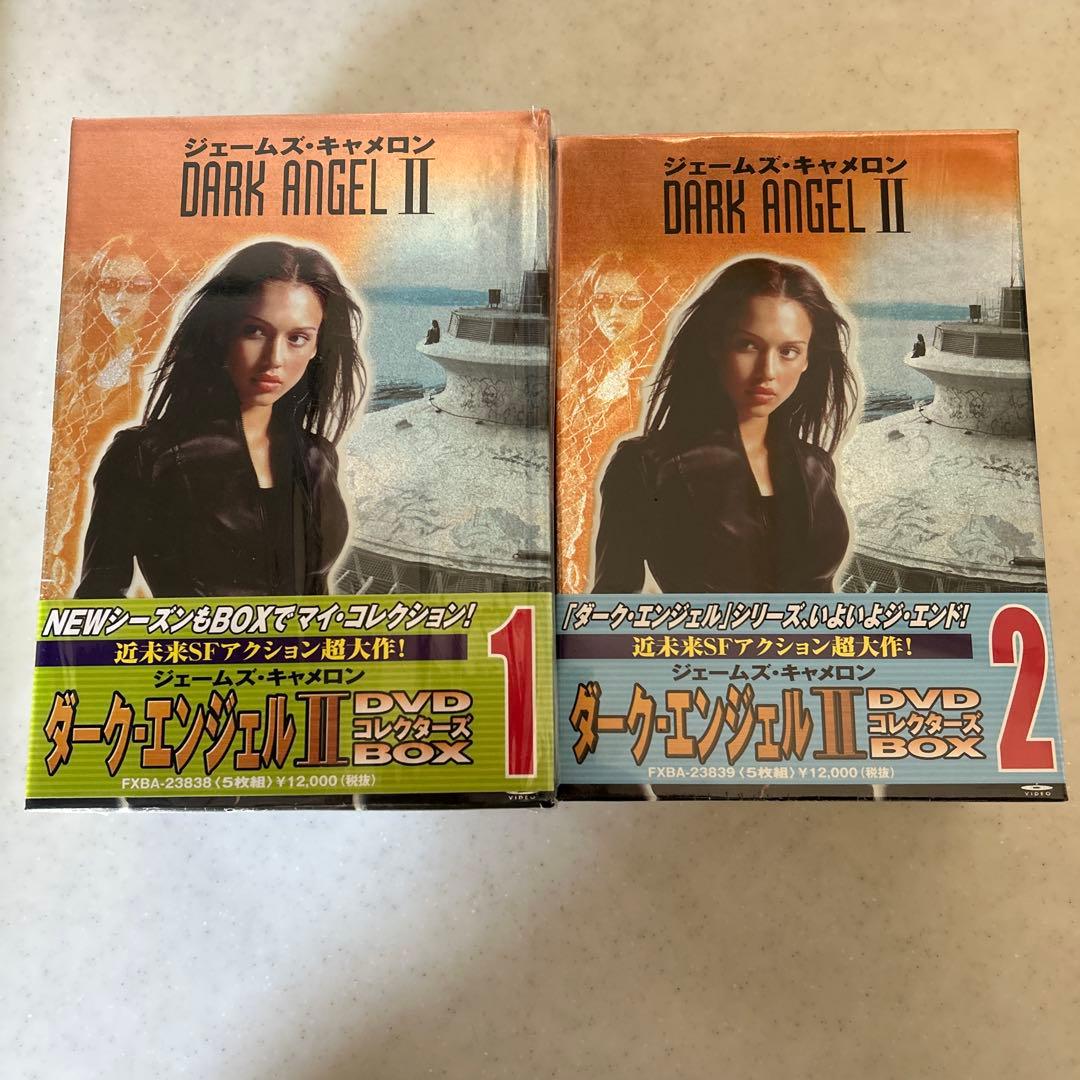 ジェームズ・キャメロン
DARK ANGEL II
NEWシーズンもBOXでマイ・コレクション!
近未来SFアクション超大作!
ジェームズ・キャメロン
ダーク・エンジェルII
DVD
コレクターズ
BOX
1
FXBA-23838〈5枚組〉¥12,000(税抜)
VIDEO
ジェームズ・キャメロン
DARK ANGEL II
「ダーク・エンジェル」シリーズ、いよいよジ・エンド!
近未来SFアクション超大作!
ジェームズ・キャメロン
ダーク・エンジェルII
DVD
コレクターズ
BOX
2
FXBA-23839〈5枚組〉¥12,000(税抜)
VIDEO